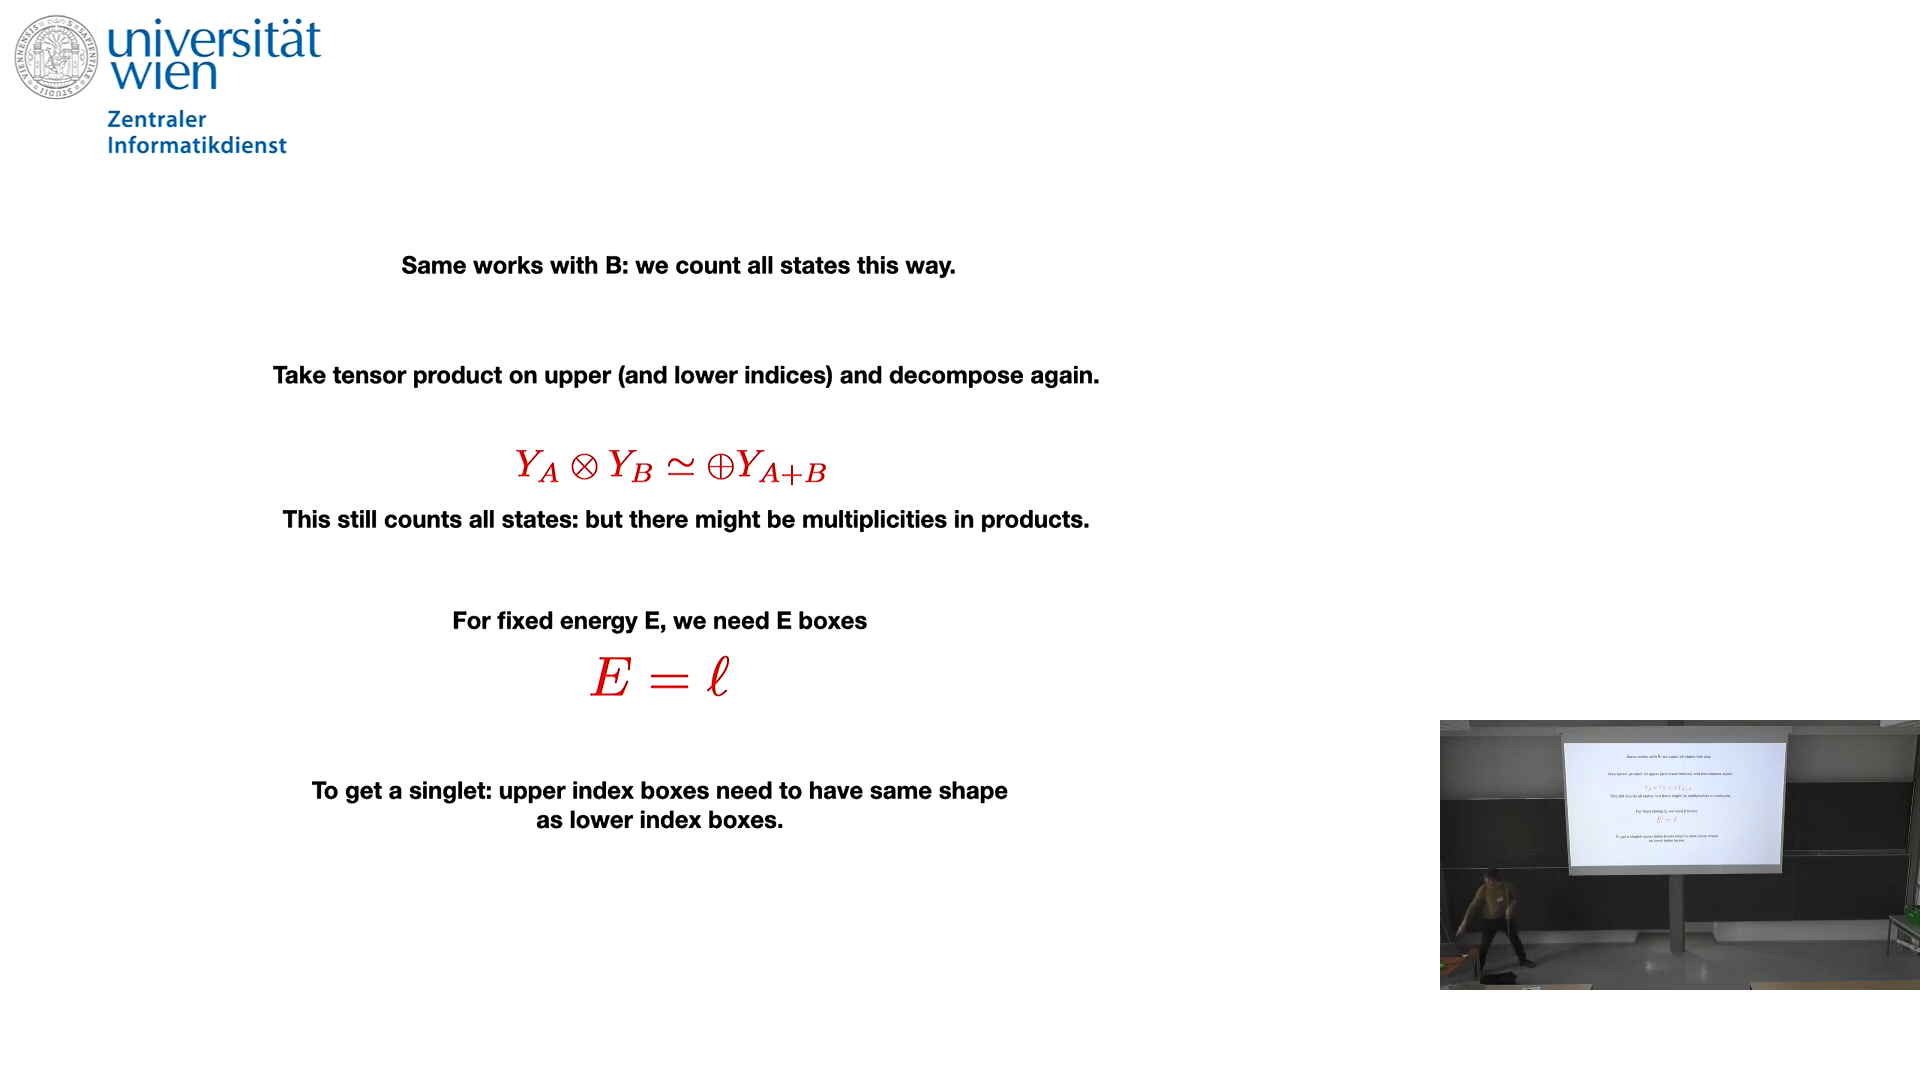 universität
wien
Zentraler
Informatikdienst
Same works with B: we count all states this way.
Take tensor product on upper (and lower indices) and decompose again.
Y_A ⊗ Y_B ≃ ⊕Y_{A+B}
This still counts all states: but there might be multiplicities in products.
For fixed energy E, we need E boxes
E = ℓ
To get a singlet: upper index boxes need to have same shape
as lower index boxes.